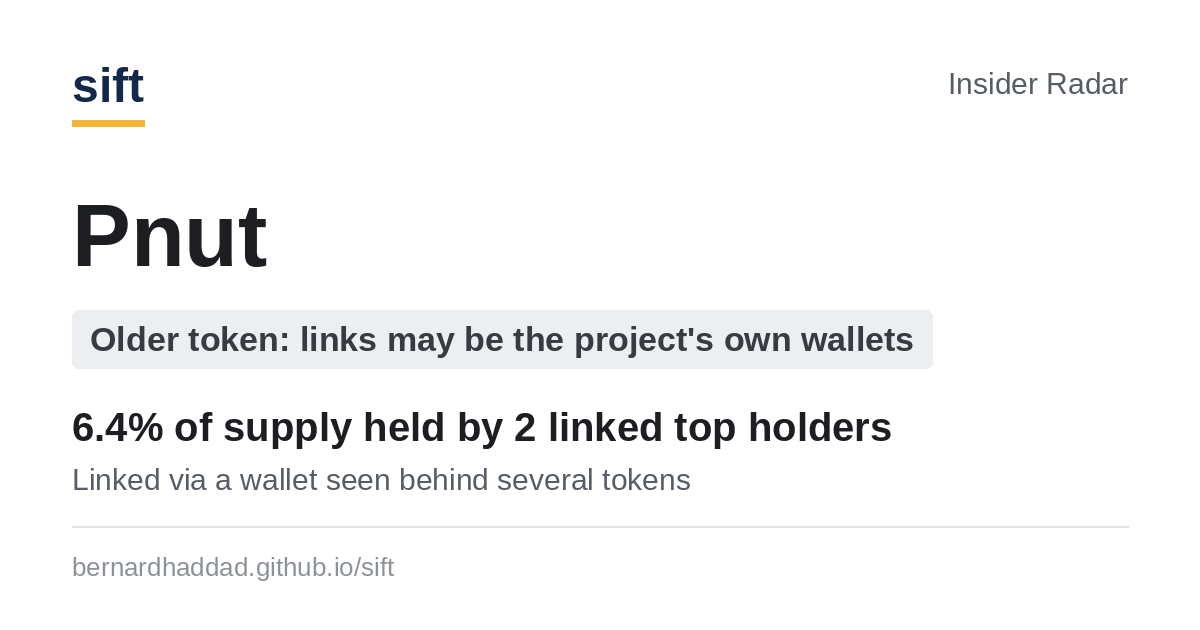 sift
Insider Radar
Pnut
Older token: links may be the project's own wallets
6.4% of supply held by 2 linked top holders
Linked via a wallet seen behind several tokens
bernardhaddad.github.io/sift